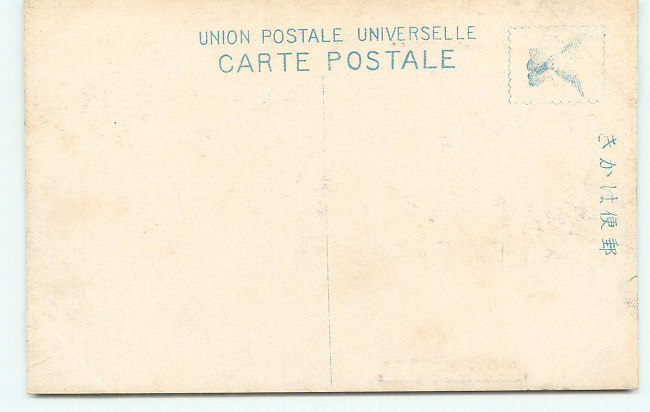 UNION POSTALE UNIVERSELLE
CARTE POSTALE
きかは便郵